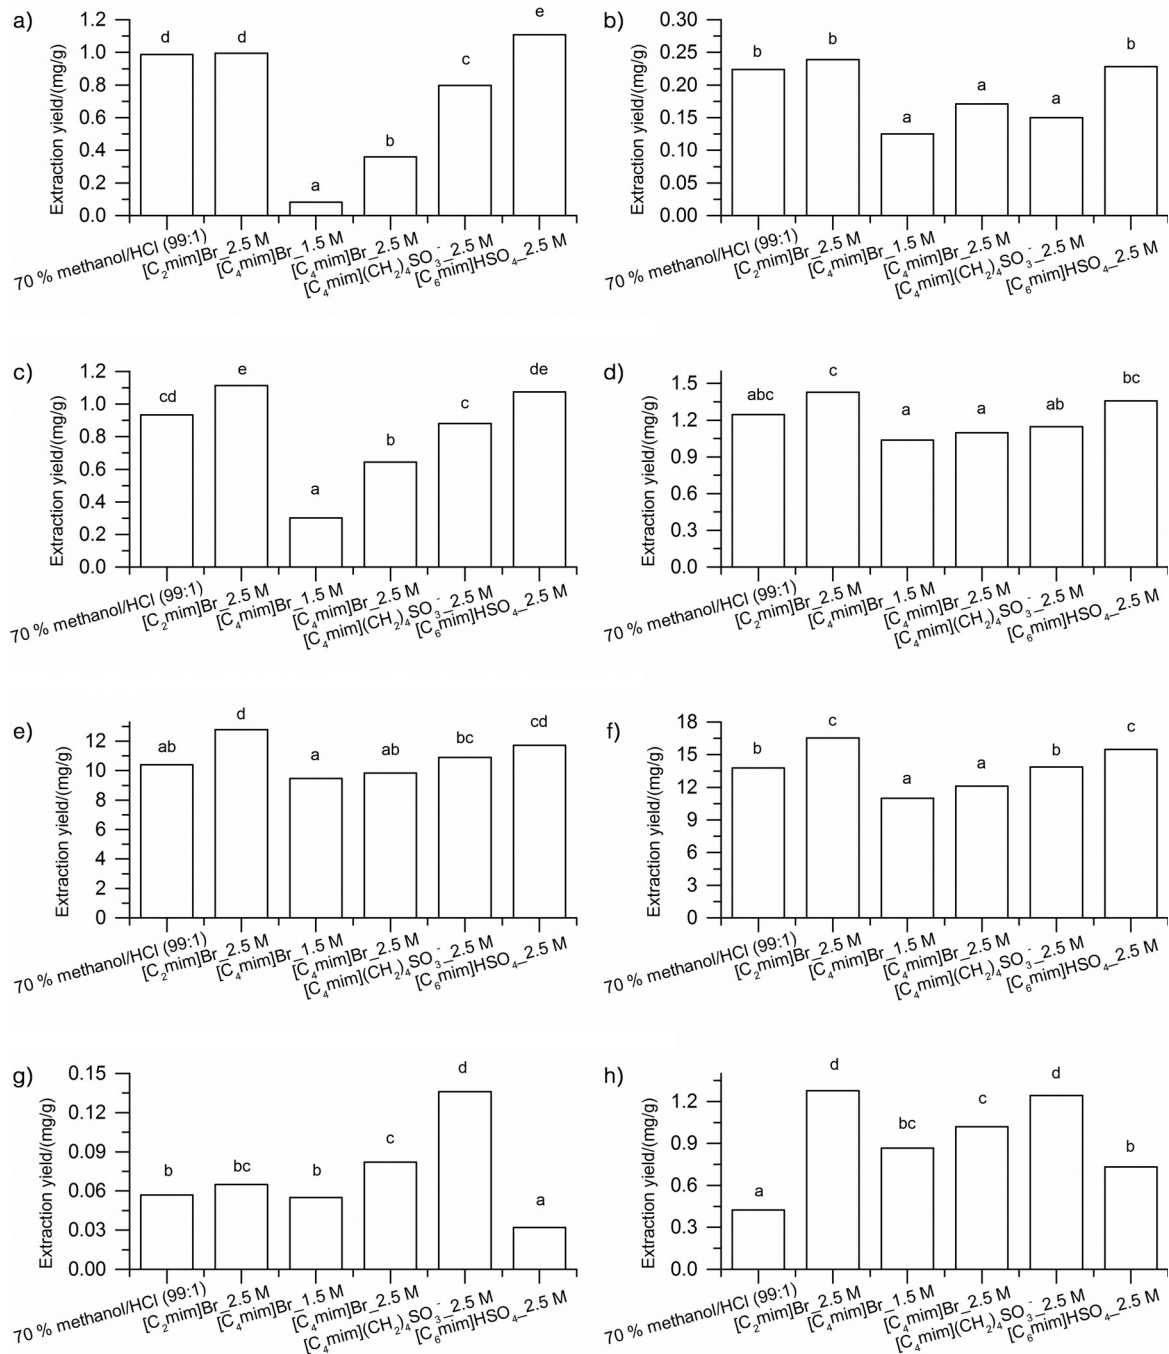 a)
Extraction yield/(mg/g)
1.2
1.0
0.8
0.6
0.4
0.2
0.0
d
d
a
b
c
e
70 % methanol/HCl (99:1)
[C2mim]Br_2.5 M
[C4mim]Br_1.5 M
[C4mim]Br_2.5 M
[C4mim](CH2)4SO3-_2.5 M
[C6mim]HSO4_2.5 M
b)
Extraction yield/(mg/g)
0.30
0.25
0.20
0.15
0.10
0.05
0.00
b
b
a
a
a
b
70 % methanol/HCl (99:1)
[C2mim]Br_2.5 M
[C4mim]Br_1.5 M
[C4mim]Br_2.5 M
[C4mim](CH2)4SO3-_2.5 M
[C6mim]HSO4_2.5 M
c)
Extraction yield/(mg/g)
1.2
1.0
0.8
0.6
0.4
0.2
0.0
cd
e
a
b
c
de
70 % methanol/HCl (99:1)
[C2mim]Br_2.5 M
[C4mim]Br_1.5 M
[C4mim]Br_2.5 M
[C4mim](CH2)4SO3-_2.5 M
[C6mim]HSO4_2.5 M
d)
Extraction yield/(mg/g)
1.5
1.2
0.9
0.6
0.3
0.0
abc
c
a
a
ab
bc
70 % methanol/HCl (99:1)
[C2mim]Br_2.5 M
[C4mim]Br_1.5 M
[C4mim]Br_2.5 M
[C4mim](CH2)4SO3-_2.5 M
[C6mim]HSO4_2.5 M
e)
Extraction yield/(mg/g)
12
10
8
6
4
2
0
ab
d
a
ab
bc
cd
70 % methanol/HCl (99:1)
[C2mim]Br_2.5 M
[C4mim]Br_1.5 M
[C4mim]Br_2.5 M
[C4mim](CH2)4SO3-_2.5 M
[C6mim]HSO4_2.5 M
f)
Extraction yield/(mg/g)
18
15
12
9
6
3
0
b
c
a
a
b
c
70 % methanol/HCl (99:1)
[C2mim]Br_2.5 M
[C4mim]Br_1.5 M
[C4mim]Br_2.5 M
[C4mim](CH2)4SO3-_2.5 M
[C6mim]HSO4_2.5 M
g)
Extraction yield/(mg/g)
0.15
0.12
0.09
0.06
0.03
0.00
b
bc
b
c
d
a
70 % methanol/HCl (99:1)
[C2mim]Br_2.5 M
[C4mim]Br_1.5 M
[C4mim]Br_2.5 M
[C4mim](CH2)4SO3-_2.5 M
[C6mim]HSO4_2.5 M
h)
Extraction yield/(mg/g)
1.2
0.9
0.6
0.3
0.0
a
d
bc
c
d
b
70 % methanol/HCl (99:1)
[C2mim]Br_2.5 M
[C4mim]Br_1.5 M
[C4mim]Br_2.5 M
[C4mim](CH2)4SO3-_2.5 M
[C6mim]HSO4_2.5 M